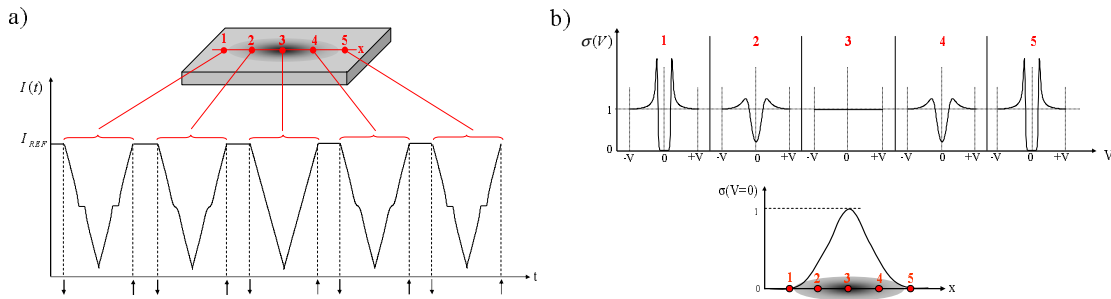 a)
1 2 3 4 5 x
I(t)
I REF
t
b)
σ(V)
1 2 3 4 5
1
0
-V 0 +V -V 0 +V -V 0 +V -V 0 +V -V 0 +V V
σ(V=0)
1
0
1 2 3 4 5
x